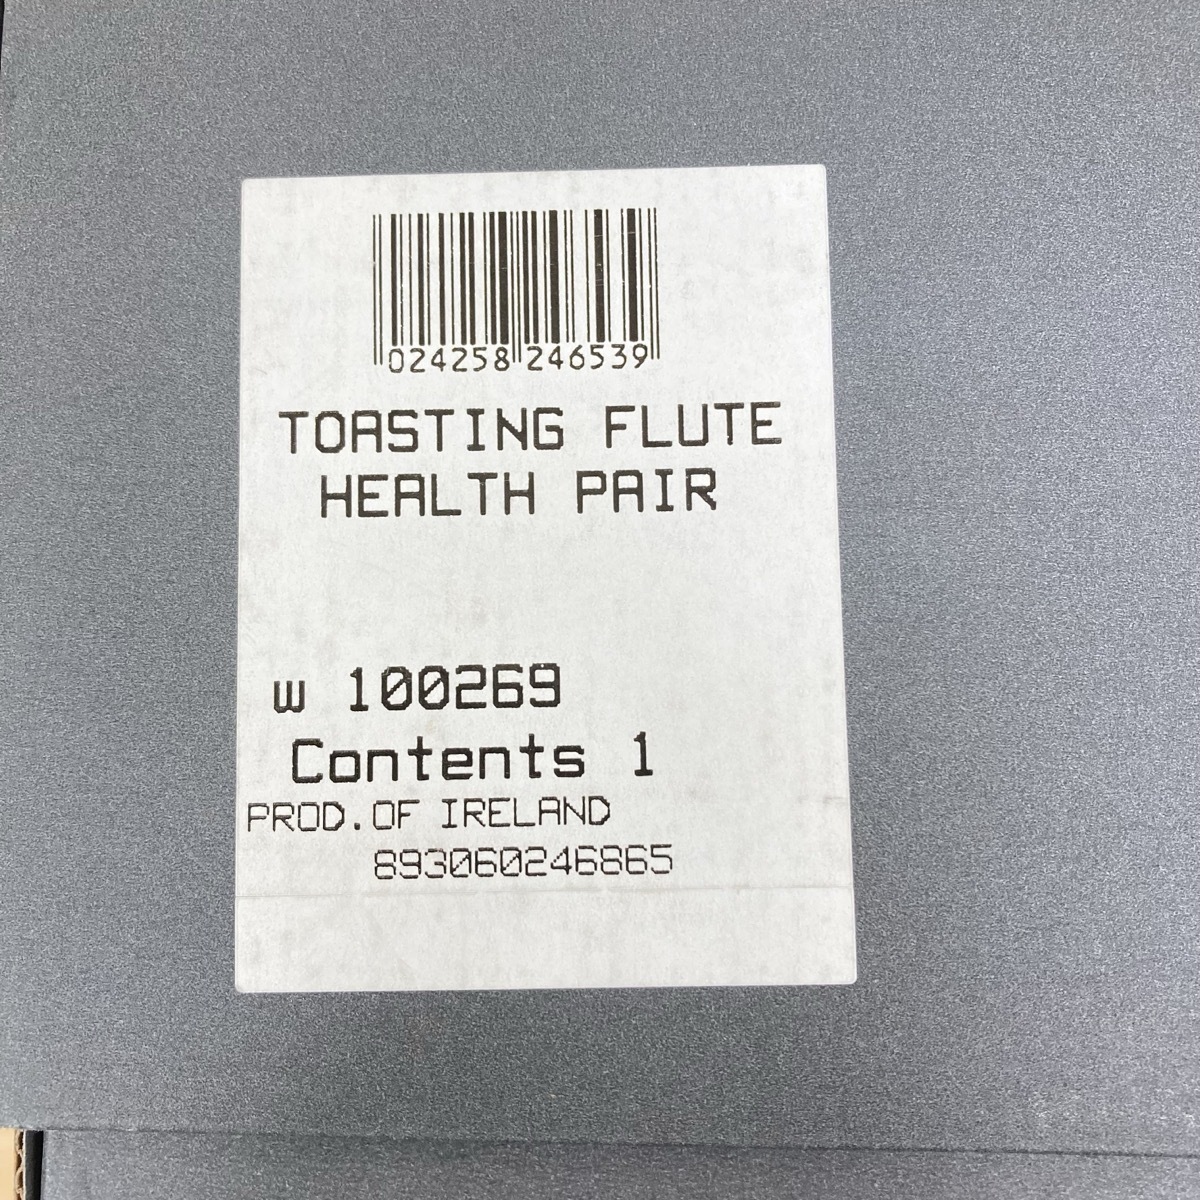 024258 246539
TOASTING FLUTE
HEALTH PAIR
w 100269
Contents 1
PROD.OF IRELAND
893060246865